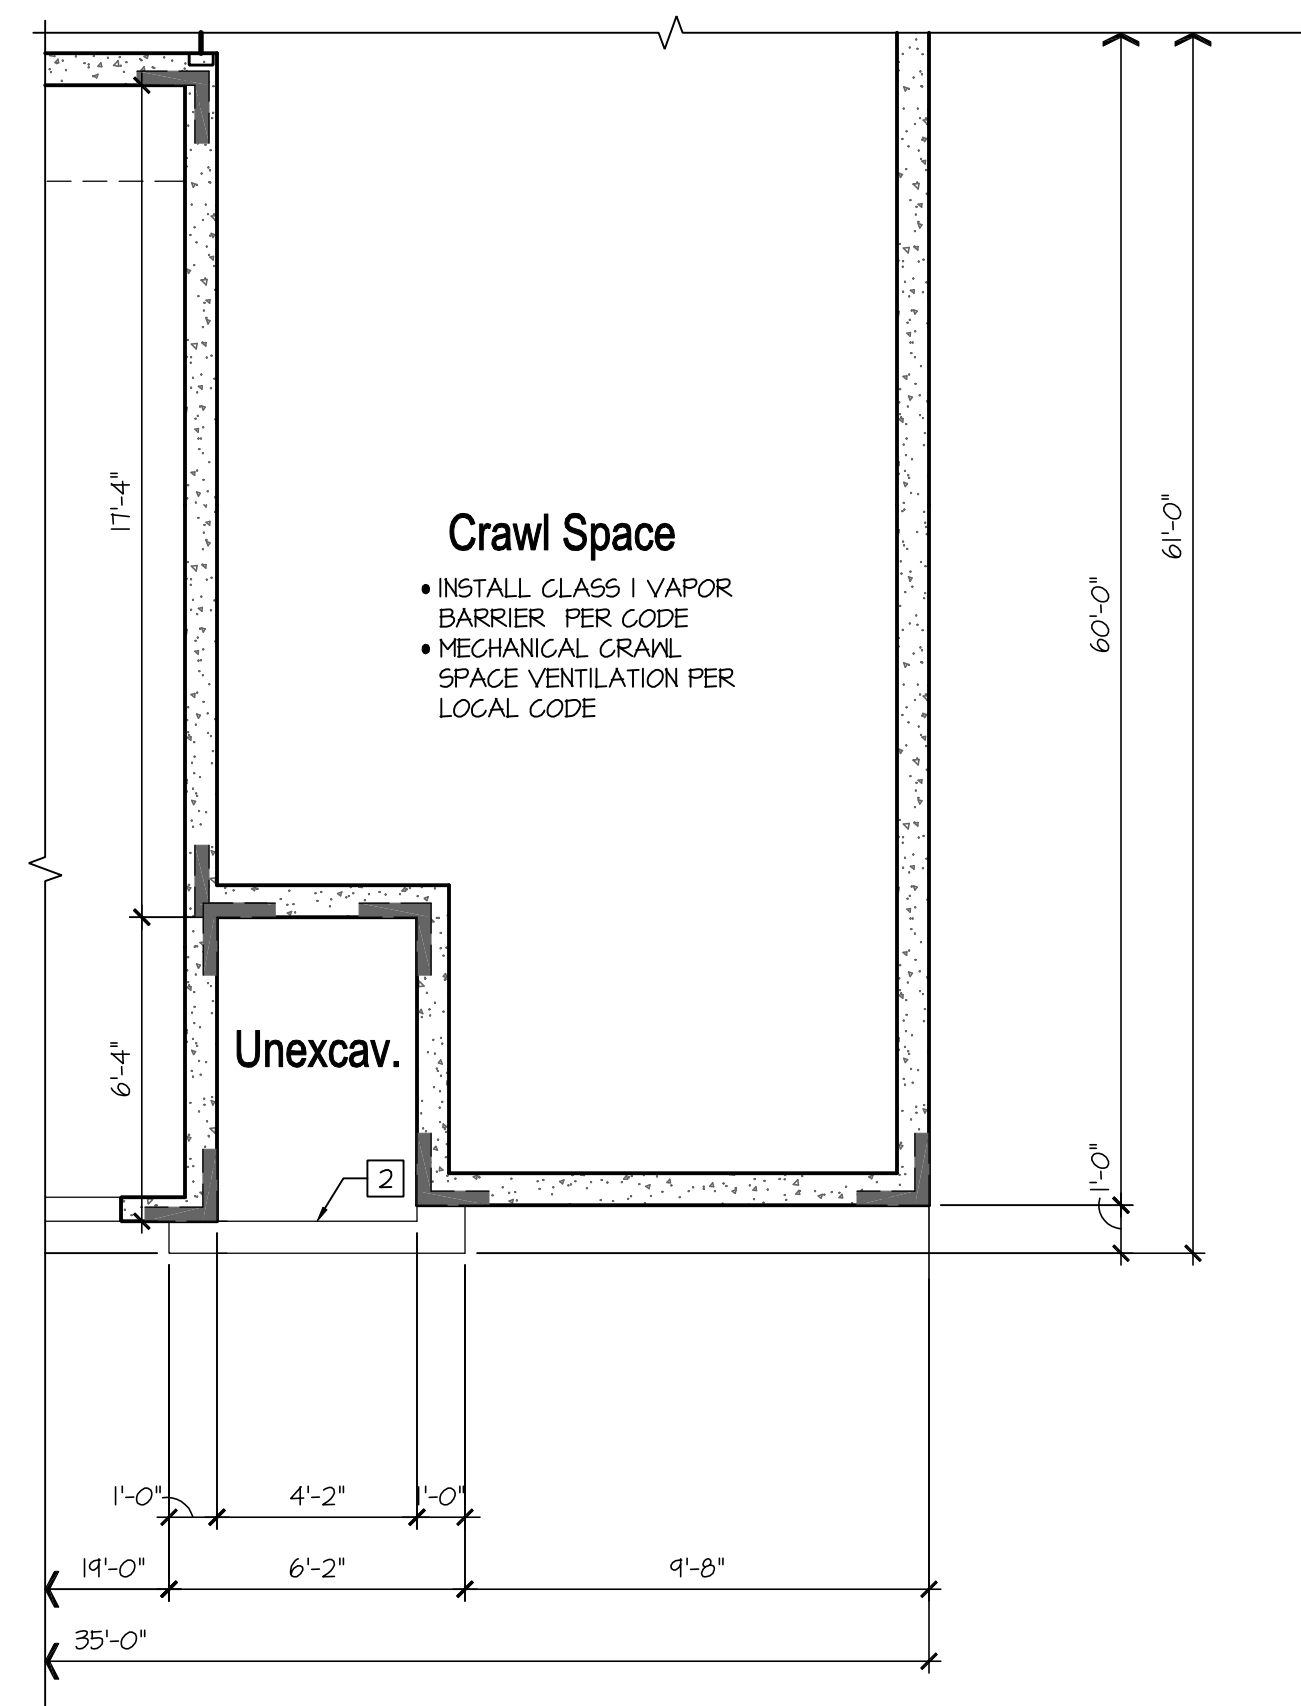 17'-4"
Crawl Space
• INSTALL CLASS I VAPOR
BARRIER PER CODE
• MECHANICAL CRAWL
SPACE VENTILATION PER
LOCAL CODE
61'-0"
60'-0"
6'-4"
Unexcav.
2
1'-0"
1'-0"
4'-2"
1'-0"
19'-0"
6'-2"
9'-8"
35'-0"